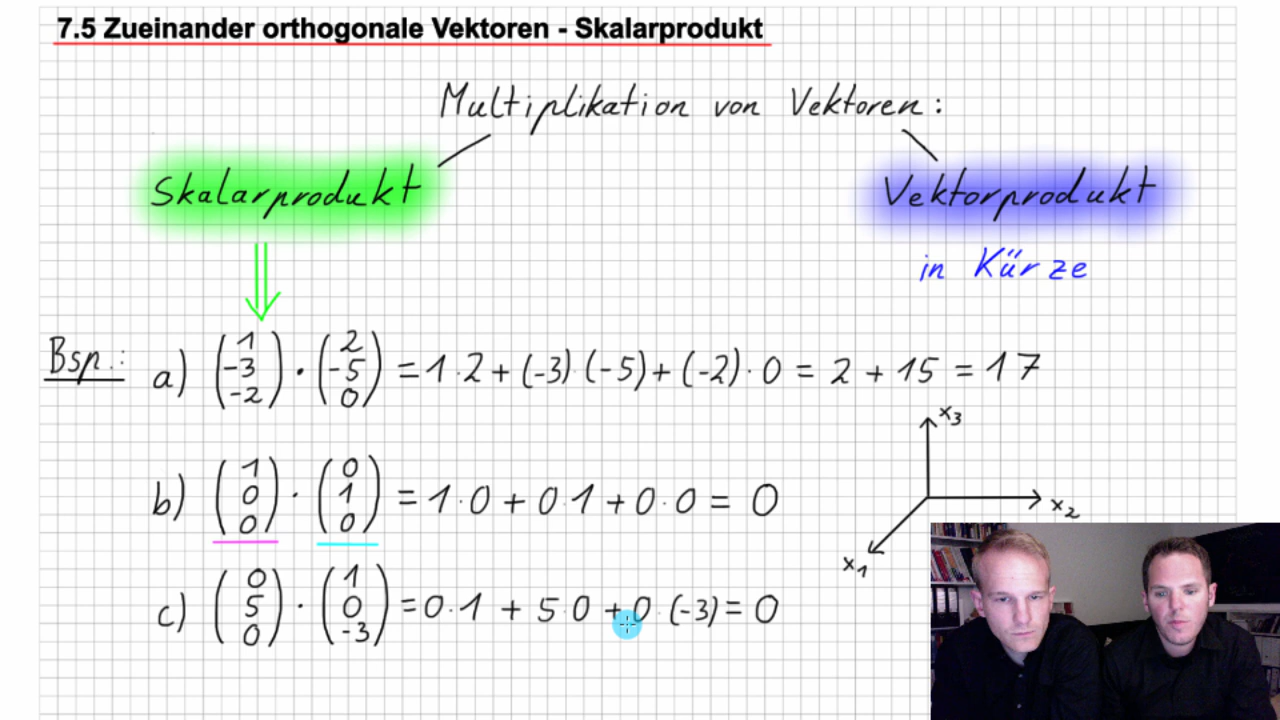 7.5 Zueinander orthogonale Vektoren - Skalarprodukt
Multiplikation von Vektoren:
Skalarprodukt
Vektorprodukt
in Kürze
Bsp.: a) (1 -3 -2) · (2 -5 0) = 1·2 + (-3)·(-5) + (-2)·0 = 2 + 15 = 17
x3
x2
x1
b) (1 0 0) · (0 1 0) = 1·0 + 0·1 + 0·0 = 0
c) (0 5 0) · (1 0 -3) = 0·1 + 5·0 + 0·(-3) = 0